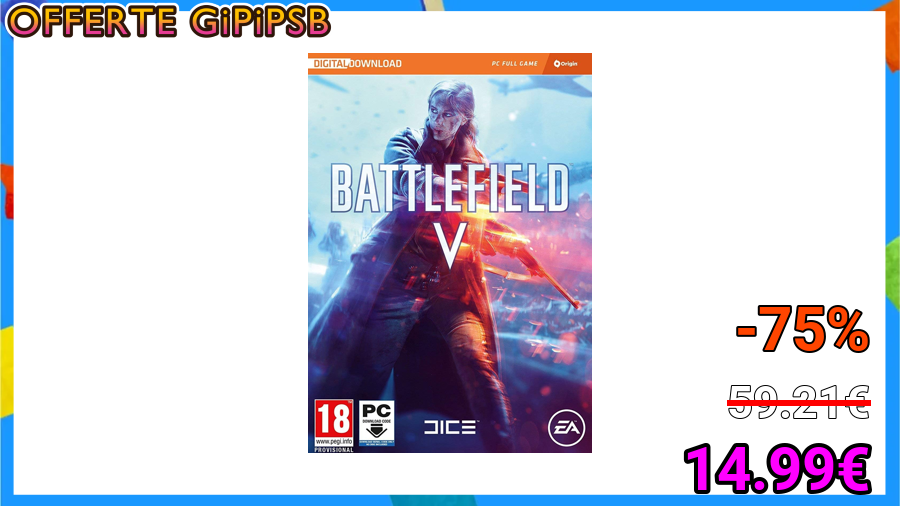 OFFERTE GiPiPSB
DIGITAL DOWNLOAD
PC FULL GAME
Origin
BATTLEFIELD
V
-75%
59.21€
14.99€
18
www.pegi.info
PROVISIONAL
PC
DOWNLOAD CODE
DICE
EA